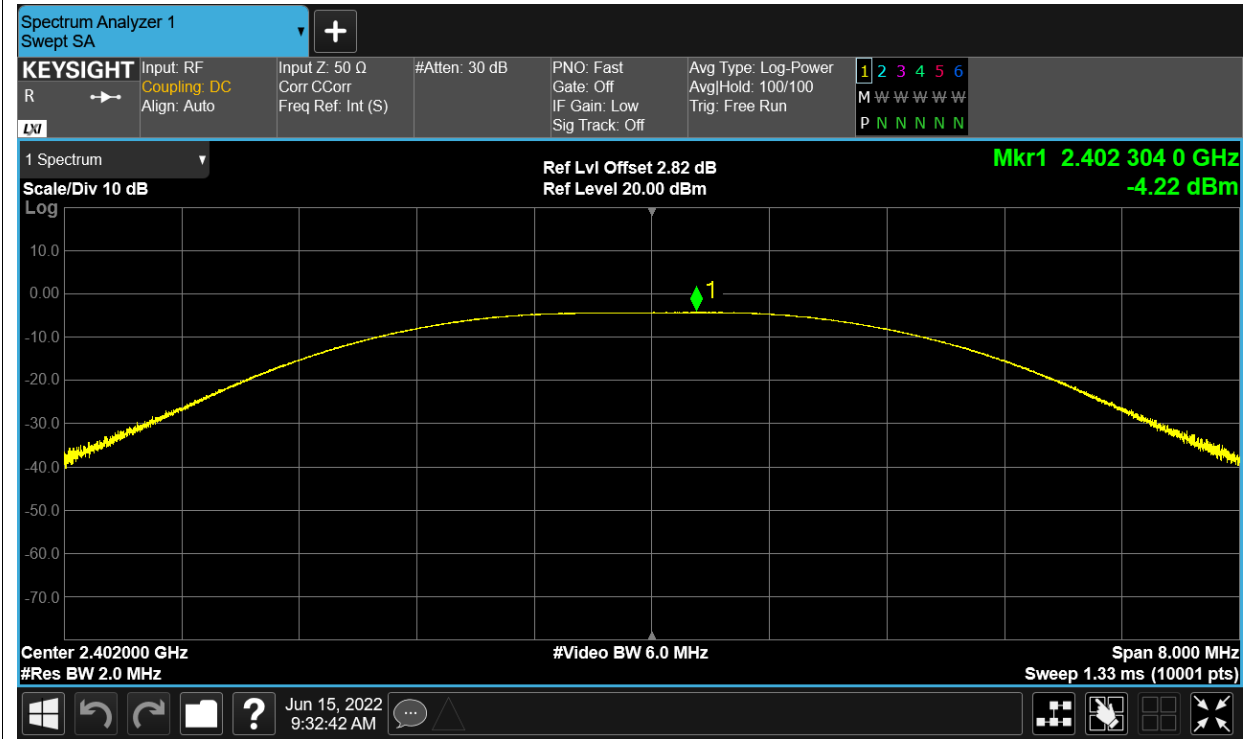 Spectrum Analyzer 1
Swept SA
KEYSIGHT
R
LXI
Input: RF
Coupling: DC
Align: Auto
Input Z: 50 Ω
Corr CCorr
Freq Ref: Int (S)
#Atten: 30 dB
PNO: Fast
Gate: Off
IF Gain: Low
Sig Track: Off
Avg Type: Log-Power
Avg|Hold: 100/100
Trig: Free Run
1 2 3 4 5 6
M W W W W W
P N N N N N
1 Spectrum
Scale/Div 10 dB
Log
Ref Lvl Offset 2.82 dB
Ref Level 20.00 dBm
Mkr1 2.402 304 0 GHz
-4.22 dBm
1
10.0
0.00
-10.0
-20.0
-30.0
-40.0
-50.0
-60.0
-70.0
Center 2.402000 GHz
#Res BW 2.0 MHz
#Video BW 6.0 MHz
Span 8.000 MHz
Sweep 1.33 ms (10001 pts)
?
Jun 15, 2022
9:32:42 AM